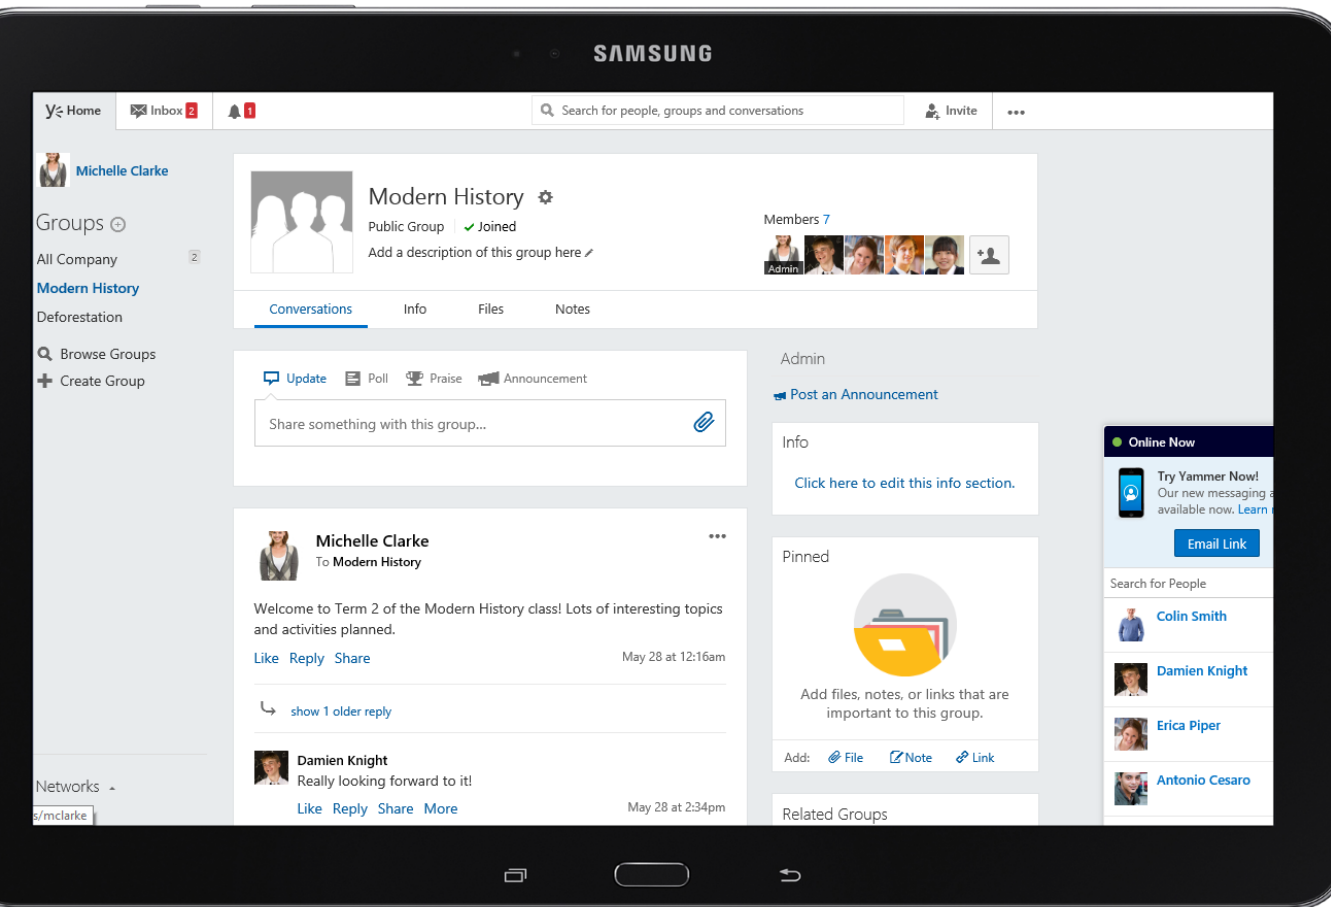 SAMSUNG
Home
Inbox 2
1
Search for people, groups and conversations
Invite
Michelle Clarke
Groups
All Company 2
Modern History
Deforestation
Browse Groups
Create Group
Modern History
Public Group Joined
Add a description of this group here
Members 7
Admin
Conversations Info Files Notes
Update Poll Praise Announcement
Share something with this group...
Michelle Clarke
To Modern History
Welcome to Term 2 of the Modern History class! Lots of interesting topics
and activities planned.
Like Reply Share May 28 at 12:16am
show 1 older reply
Damien Knight
Really looking forward to it!
Like Reply Share More May 28 at 2:34pm
Admin
Post an Announcement
Info
Click here to edit this info section.
Pinned
Add files, notes, or links that are
important to this group.
Add: File Note Link
Related Groups
Online Now
Try Yammer Now!
Our new messaging a
available now. Learn
Email Link
Search for People
Colin Smith
Damien Knight
Erica Piper
Antonio Cesaro
Networks
s/mclarke